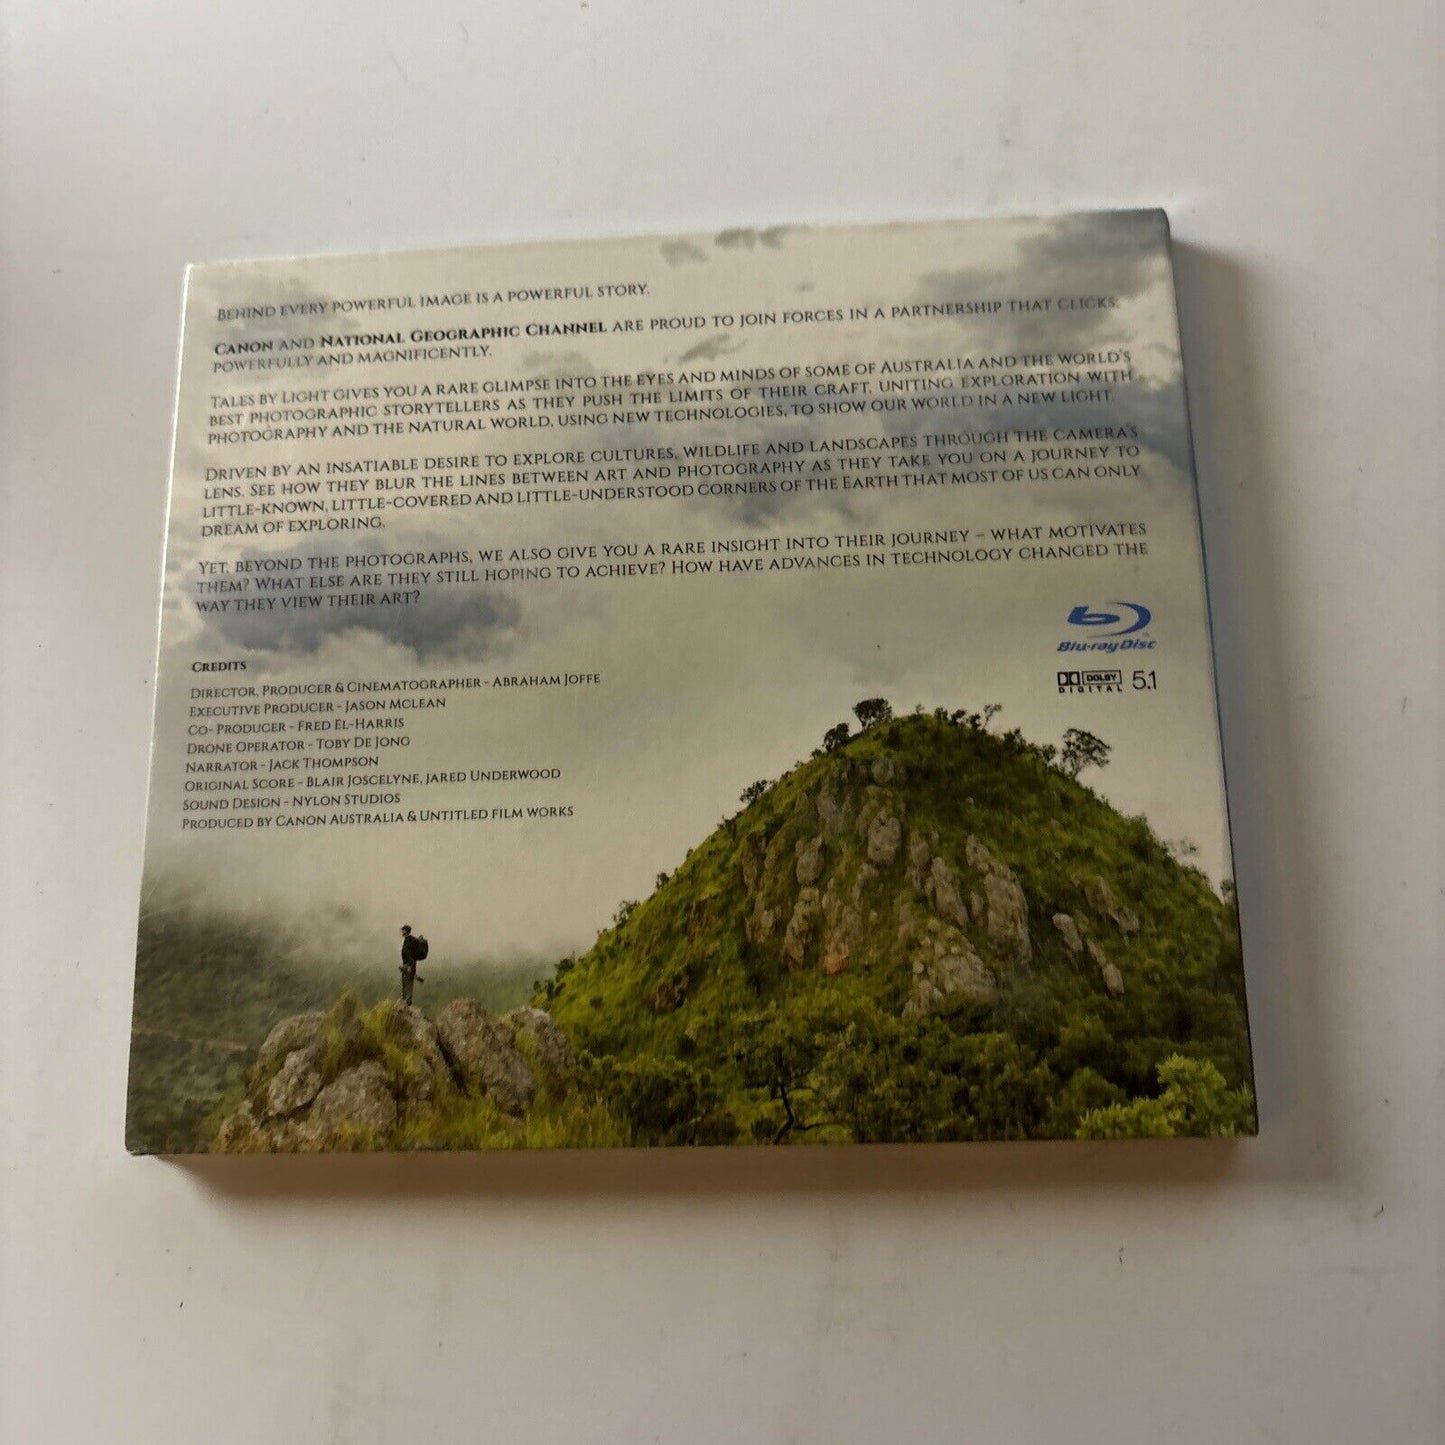 Behind every powerful image is a powerful story.
Canon and National Geographic Channel are proud to join forces in a partnership that clicks.
powerfully and magnificently.
Tales by Light gives you a rare glimpse into the eyes and minds of some of Australia and the world's
best photographic storytellers as they push the limits of their craft, uniting exploration with
photography and the natural world, using new technologies, to show our world in a new light.
Driven by an insatiable desire to explore cultures, wildlife and landscapes through the camera's
lens. See how they blur the lines between art and photography as they take you on a journey to
little-known, little-covered and little-understood corners of the Earth that most of us can only
dream of exploring.
Yet, beyond the photographs, we also give you a rare insight into their journey – what motivates
them? What else are they still hoping to achieve? How have advances in technology changed the
way they view their art?
Blu-ray Disc
DOLBY
DIGITAL 5.1
Credits
Director, Producer & Cinematographer - Abraham Joffe
Executive Producer - Jason McLean
Co- Producer - Fred El-Harris
Drone Operator - Toby De Jong
Narrator - Jack Thompson
Original Score - Blair Joscelyne, Jared Underwood
Sound Design - Nylon Studios
Produced by Canon Australia & Untitled Film Works